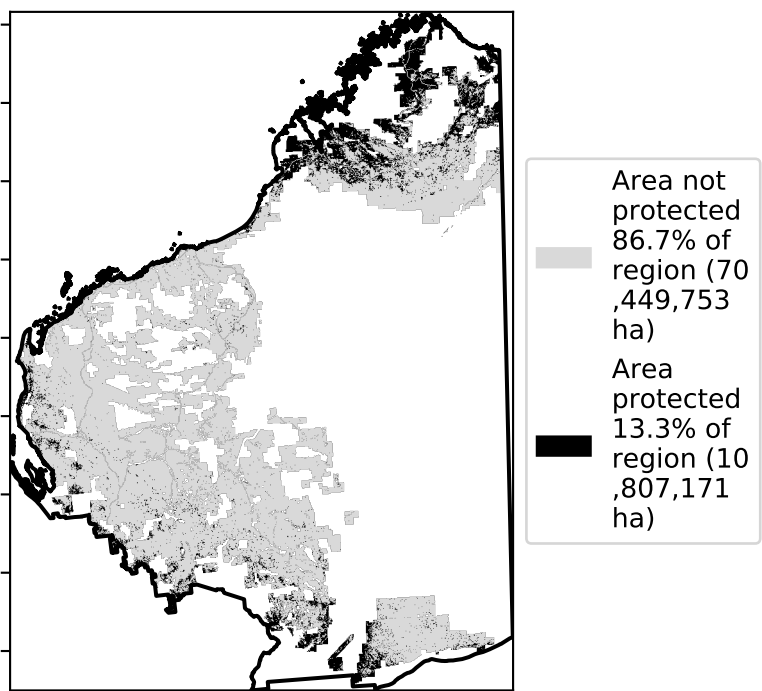 Area not
protected
86.7% of
region (70
,449,753
ha)
Area
protected
13.3% of
region (10
,807,171
ha)